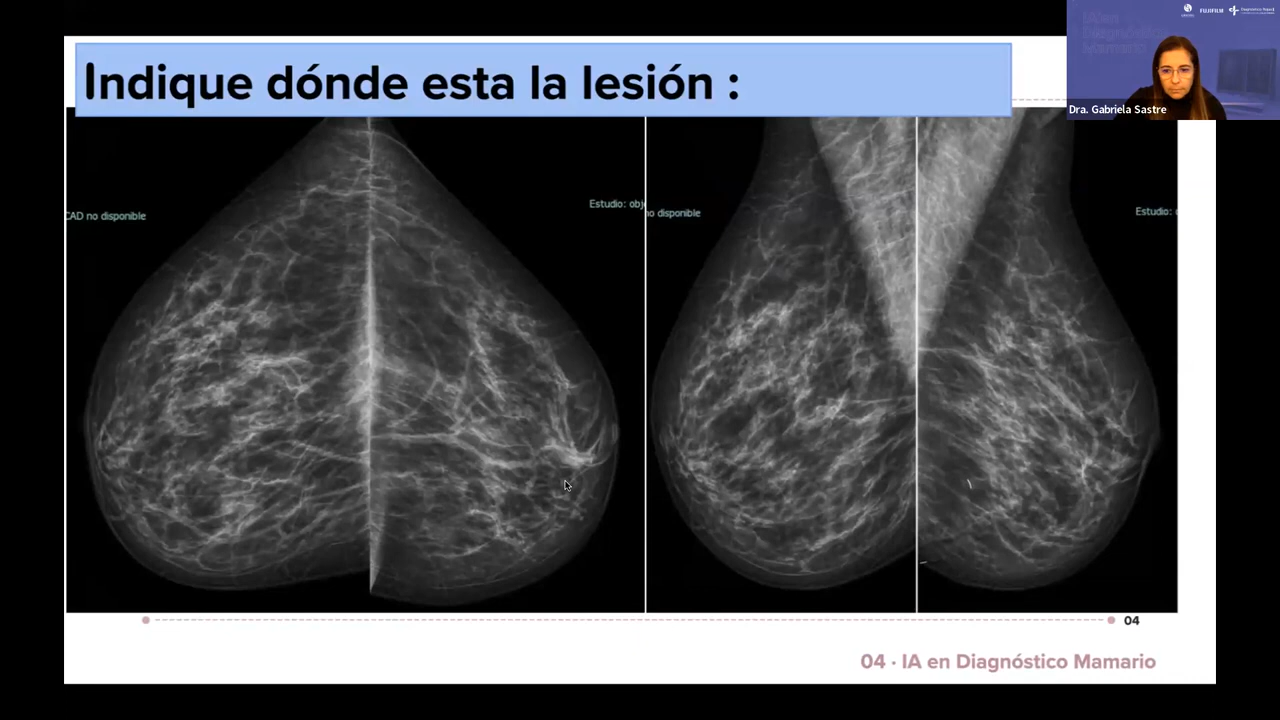 Indique dónde esta la lesión :
FUJIFILM
Dra. Gabriela Sastre
CAD no disponible
Estudio: obj
no disponible
Estudio:
04
04 · IA en Diagnóstico Mamario